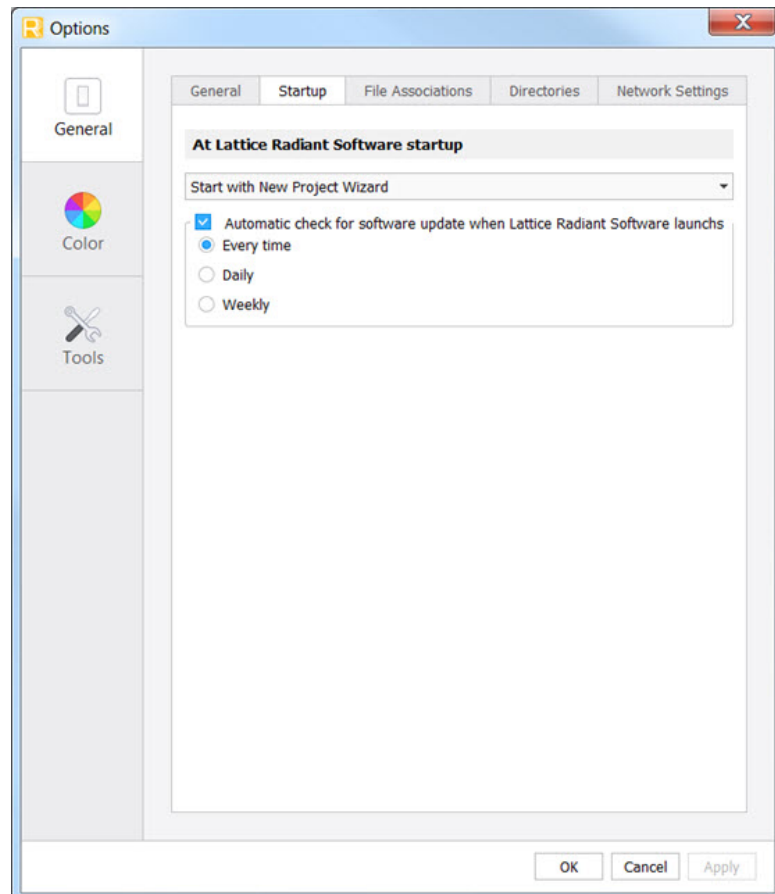 Options
General
Color
Tools
General Startup File Associations Directories Network Settings
At Lattice Radiant Software startup
Start with New Project Wizard
Automatic check for software update when Lattice Radiant Software launchs
Every time
Daily
Weekly
OK Cancel Apply